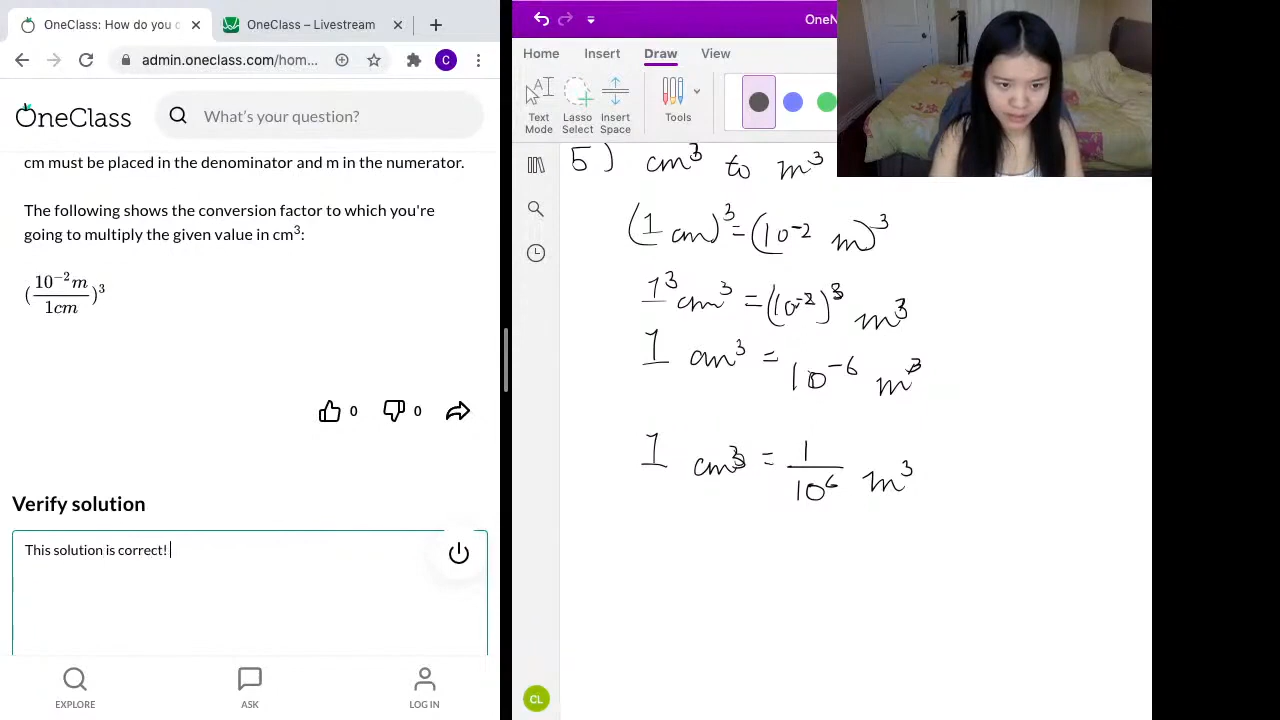 OneClass: How do you c
OneClass – Livestream
admin.oneclass.com/hom...
C
OneClass
What's your question?
cm must be placed in the denominator and m in the numerator.
The following shows the conversion factor to which you're
going to multiply the given value in cm³:
(10⁻²m / 1cm)³
0
0
Verify solution
This solution is correct!
EXPLORE
ASK
LOG IN
OneN
Home
Insert
Draw
View
Text Mode
Lasso Select
Insert Space
Tools
5) cm³ to m³
(1 cm)³ = (10⁻² m)³
1³ cm³ = (10⁻²)³ m³
1 cm³ = 10⁻⁶ m³
1 cm³ = 1/10⁶ m³
CL